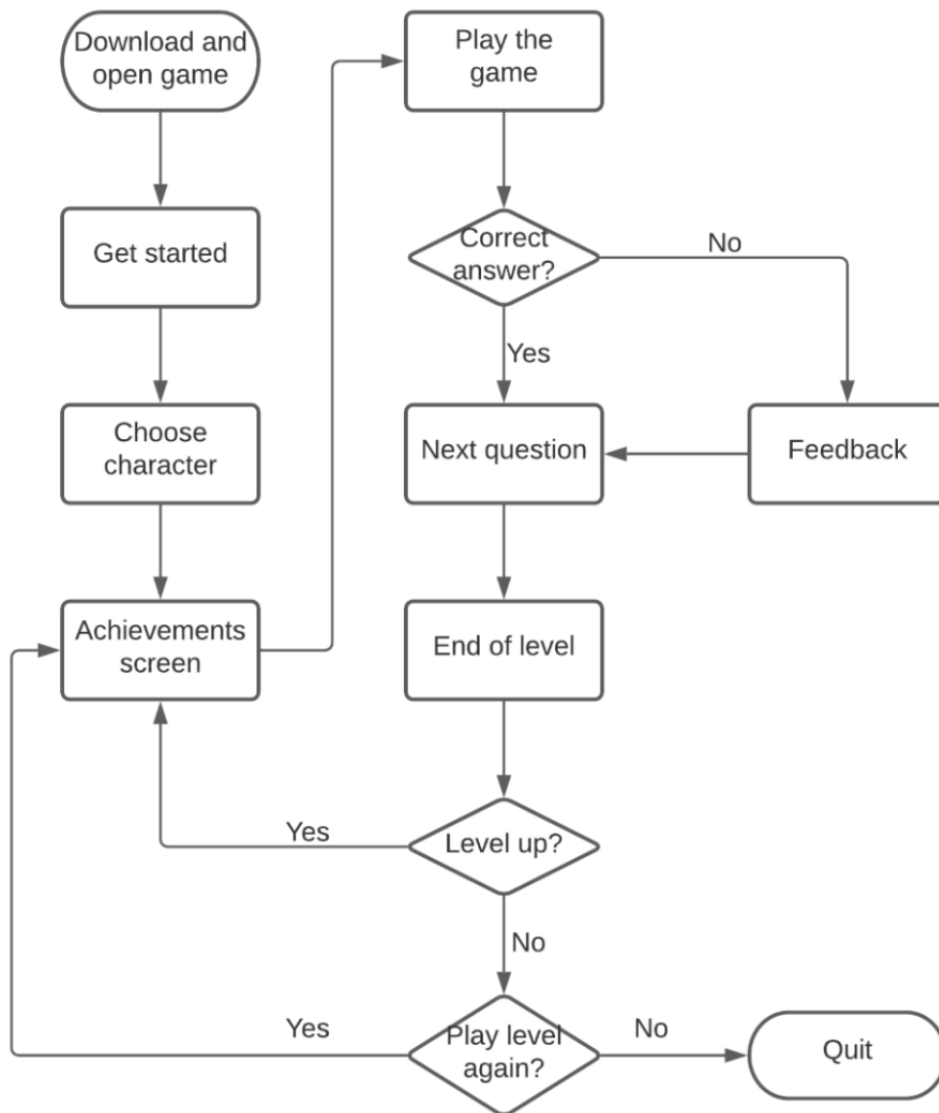 Download and
open game
Get started
Choose
character
Achievements
screen
Play the
game
Correct
answer?
No
Yes
Next question
Feedback
End of level
Level up?
Yes
No
Play level
again?
Yes
No
Quit